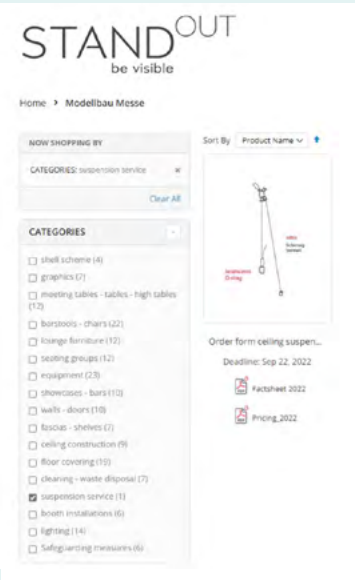 STANDOUT
be visible
Home > Modellbau Messe
NOW SHOPPING BY
CATEGORIES: suspension service ×
Clear All
CATEGORIES -
shell scheme (4)
graphics (7)
meeting tables - tables - high tables
(12)
barstools - chairs (22)
lounge furniture (12)
seating groups (12)
equipment (23)
showcases - bars (10)
walls - doors (10)
fascias - shelves (7)
ceiling construction (9)
floor covering (19)
cleaning - waste disposal (7)
suspension service (1)
booth installations (6)
lighting (14)
Safeguarding measures (6)
Sort By Product Name
Order form ceiling suspen...
Deadline: Sep 22, 2022
Factsheet 2022
Pricing_2022